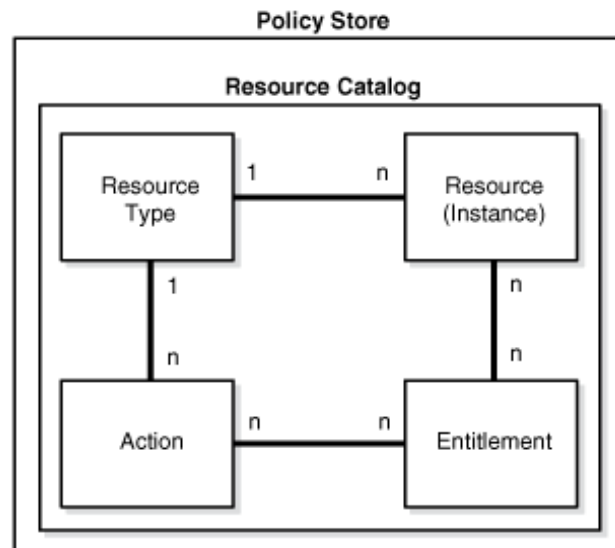 Policy Store
Resource Catalog
Resource
Type
1
n
Resource
(Instance)
1
n
n
n
Action
n
n
Entitlement